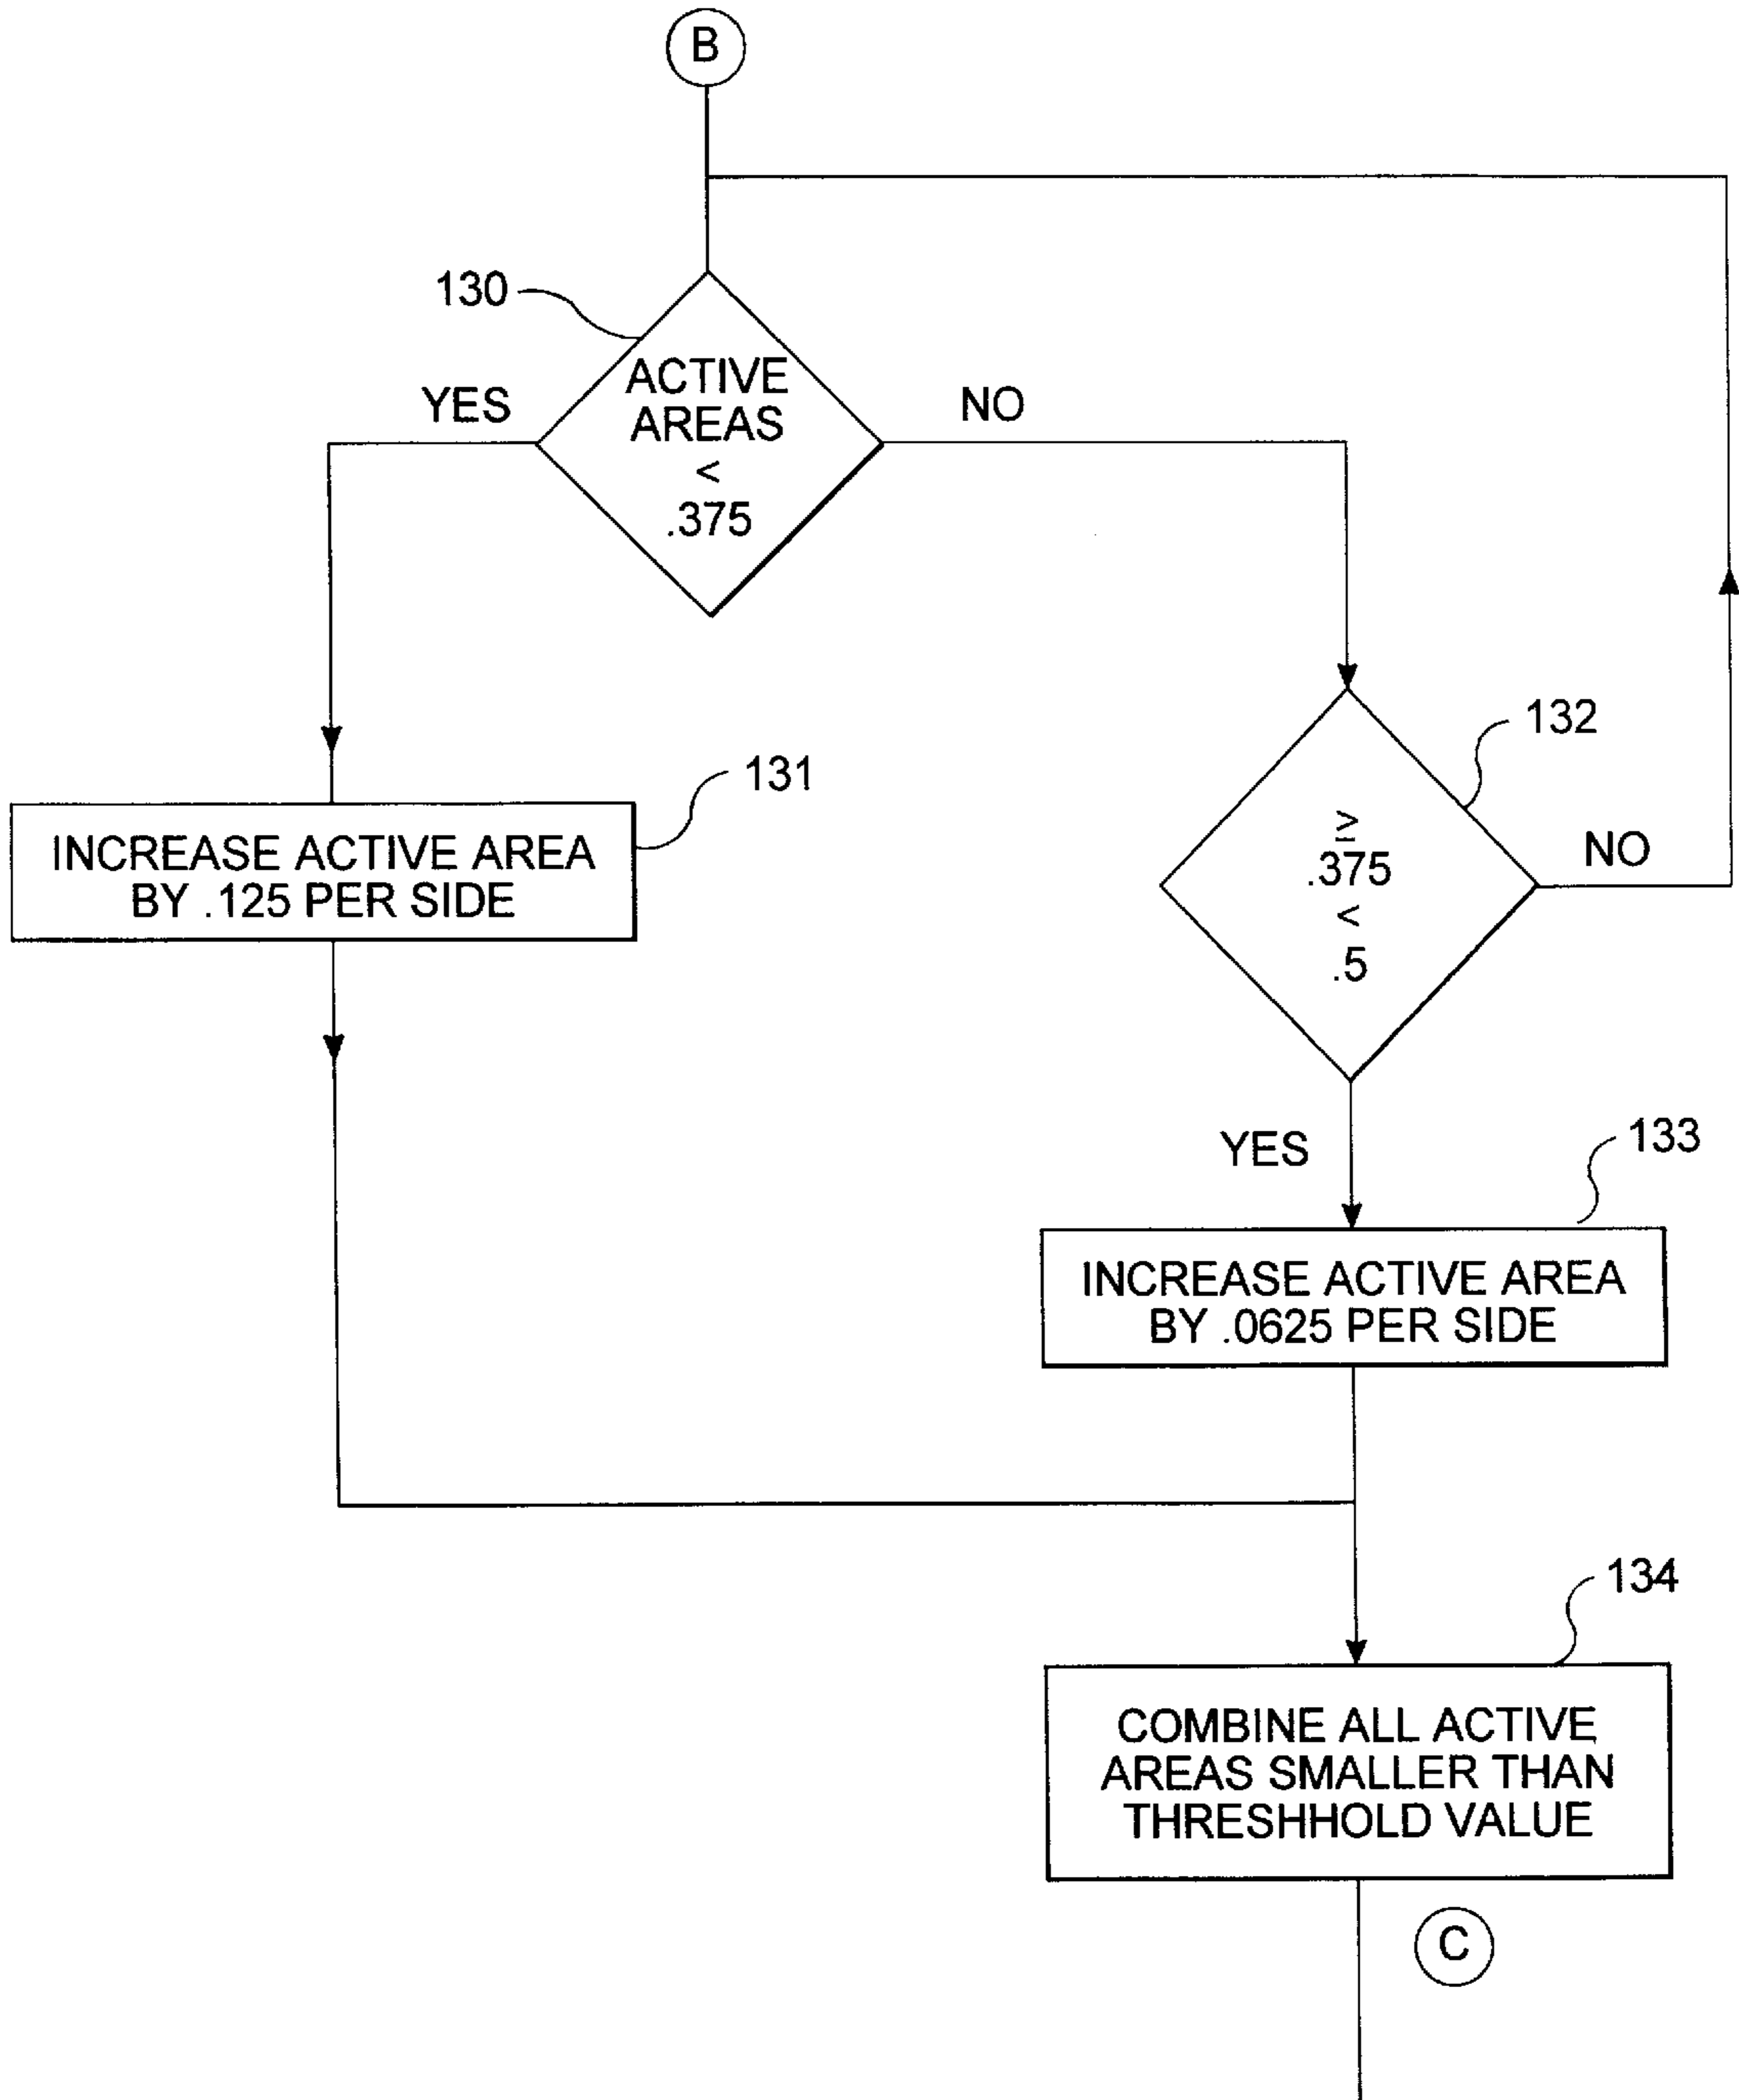 B
130
ACTIVE
AREAS
<
.375
YES
NO
132
≥
.375
<
.5
NO
131
INCREASE ACTIVE AREA
BY .125 PER SIDE
YES
133
INCREASE ACTIVE AREA
BY .0625 PER SIDE
134
COMBINE ALL ACTIVE
AREAS SMALLER THAN
THRESHHOLD VALUE
C